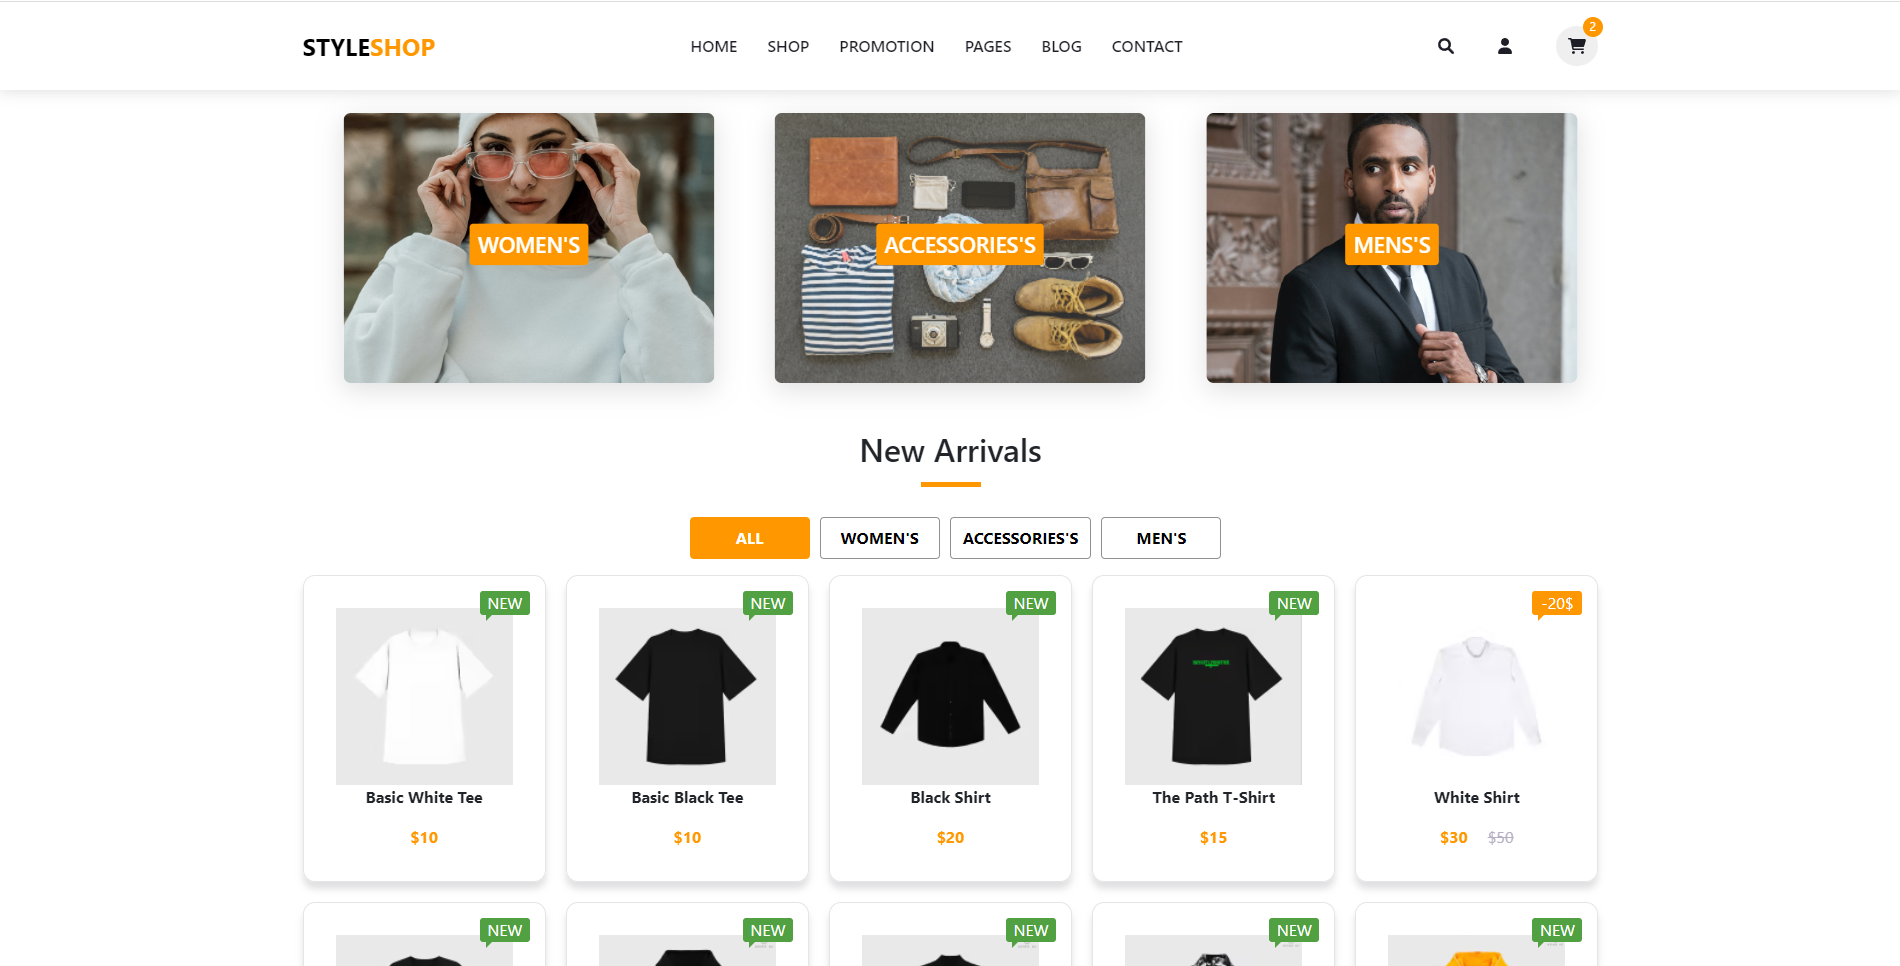 STYLESHOP
HOME SHOP PROMOTION PAGES BLOG CONTACT
2
WOMEN'S
ACCESSORIES'S
MENS'S
New Arrivals
ALL WOMEN'S ACCESSORIES'S MEN'S
NEW NEW NEW NEW -20$
Basic White Tee Basic Black Tee Black Shirt The Path T-Shirt White Shirt
$10 $10 $20 $15 $30 $50
NEW NEW NEW NEW NEW